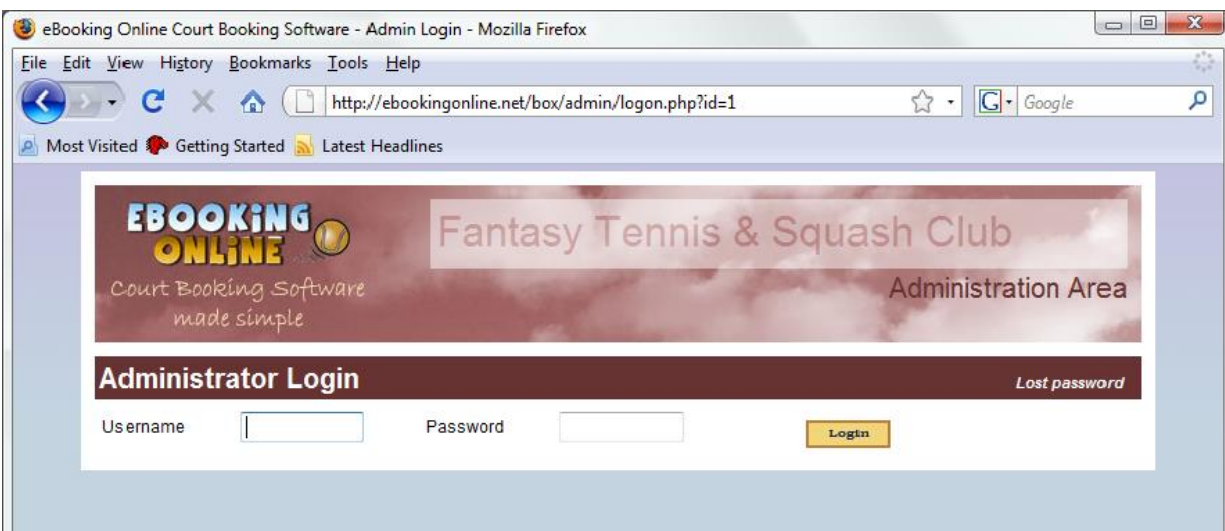 eBooking Online Court Booking Software - Admin Login - Mozilla Firefox
File Edit View History Bookmarks Tools Help
http://ebookingonline.net/box/admin/logon.php?id=1
G Google
Most Visited Getting Started Latest Headlines
EBOOKiNG
ONLiNE
Fantasy Tennis & Squash Club
Court Booking Software
made simple
Administration Area
Administrator Login Lost password
Username Password Login